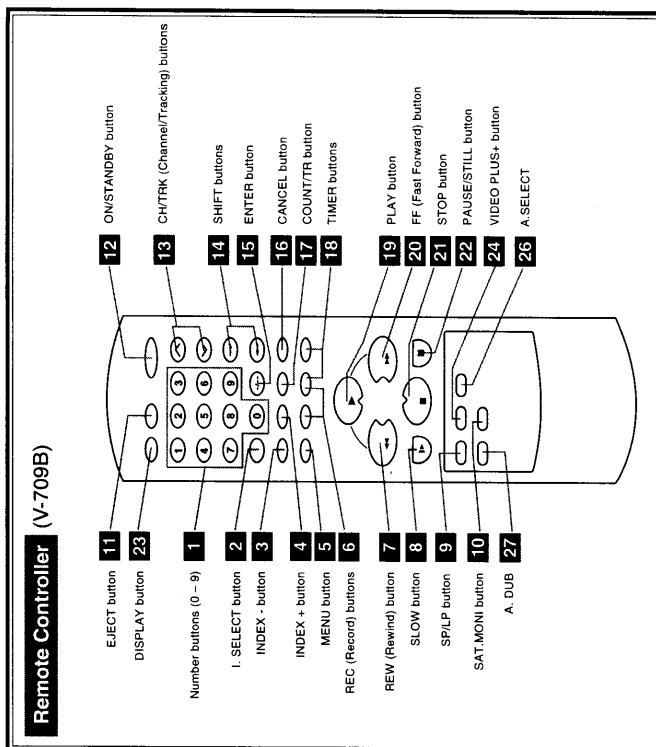 Remote Controller (V-709B)
11 EJECT button
23 DISPLAY button
1 Number buttons (0 – 9)
2 I. SELECT button
3 INDEX - button
4 INDEX + button
5 MENU button
6 REC (Record) buttons
7 REW (Rewind) button
8 SLOW button
9 SP/LP button
10 SAT.MONI button
27 A. DUB
1 2 3
4 5 6
7 8 9
0 -/--
12 ON/STANDBY button
13 CH/TRK (Channel/Tracking) buttons
14 SHIFT buttons
15 ENTER button
16 CANCEL button
17 COUNT/TR button
18 TIMER buttons
19 PLAY button
20 FF (Fast Forward) button
21 STOP button
22 PAUSE/STILL button
24 VIDEO PLUS+ button
26 A.SELECT